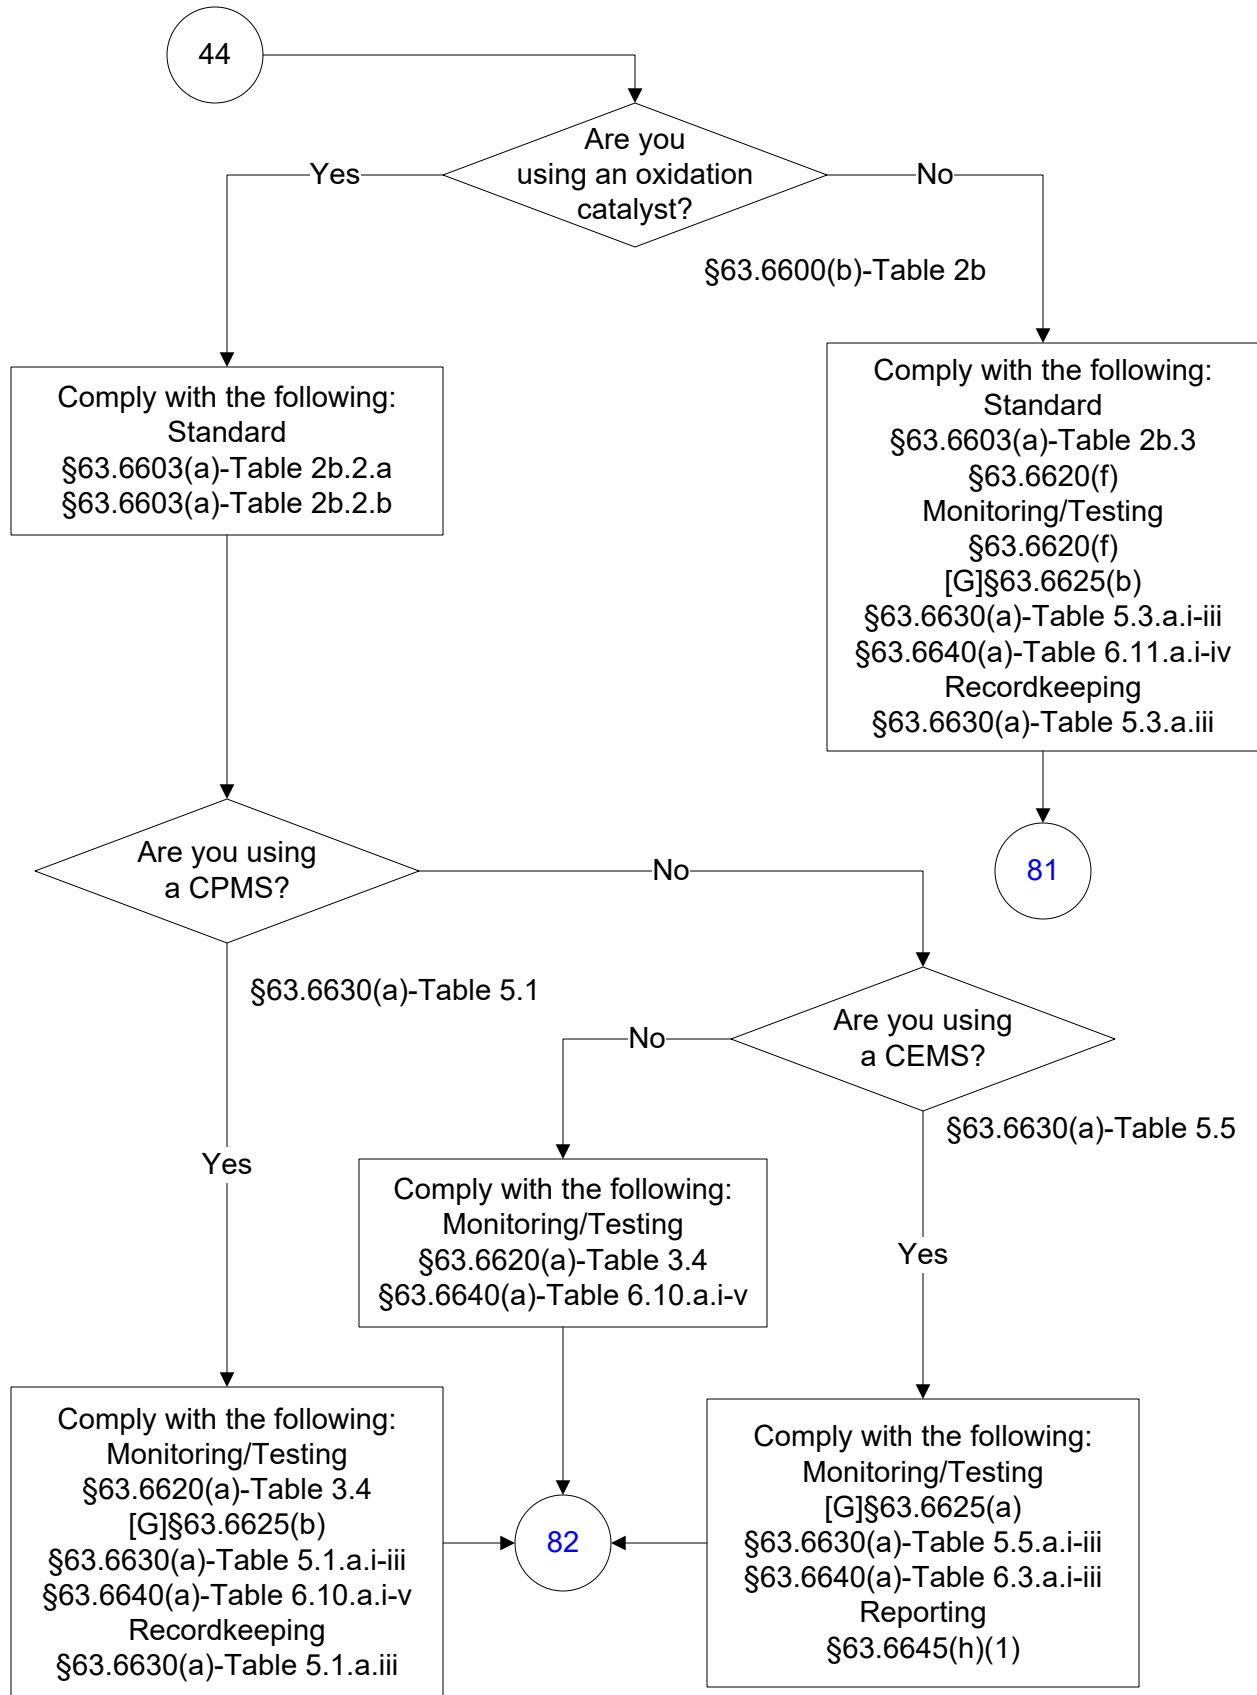 44
Are you
using an oxidation
catalyst?
Yes
No
§63.6600(b)-Table 2b
Comply with the following:
Standard
§63.6603(a)-Table 2b.2.a
§63.6603(a)-Table 2b.2.b
Comply with the following:
Standard
§63.6603(a)-Table 2b.3
§63.6620(f)
Monitoring/Testing
§63.6620(f)
[G]§63.6625(b)
§63.6630(a)-Table 5.3.a.i-iii
§63.6640(a)-Table 6.11.a.i-iv
Recordkeeping
§63.6630(a)-Table 5.3.a.iii
81
Are you using
a CPMS?
No
§63.6630(a)-Table 5.1
Yes
Are you using
a CEMS?
No
§63.6630(a)-Table 5.5
Yes
Comply with the following:
Monitoring/Testing
§63.6620(a)-Table 3.4
§63.6640(a)-Table 6.10.a.i-v
Comply with the following:
Monitoring/Testing
§63.6620(a)-Table 3.4
[G]§63.6625(b)
§63.6630(a)-Table 5.1.a.i-iii
§63.6640(a)-Table 6.10.a.i-v
Recordkeeping
§63.6630(a)-Table 5.1.a.iii
82
Comply with the following:
Monitoring/Testing
[G]§63.6625(a)
§63.6630(a)-Table 5.5.a.i-iii
§63.6640(a)-Table 6.3.a.i-iii
Reporting
§63.6645(h)(1)